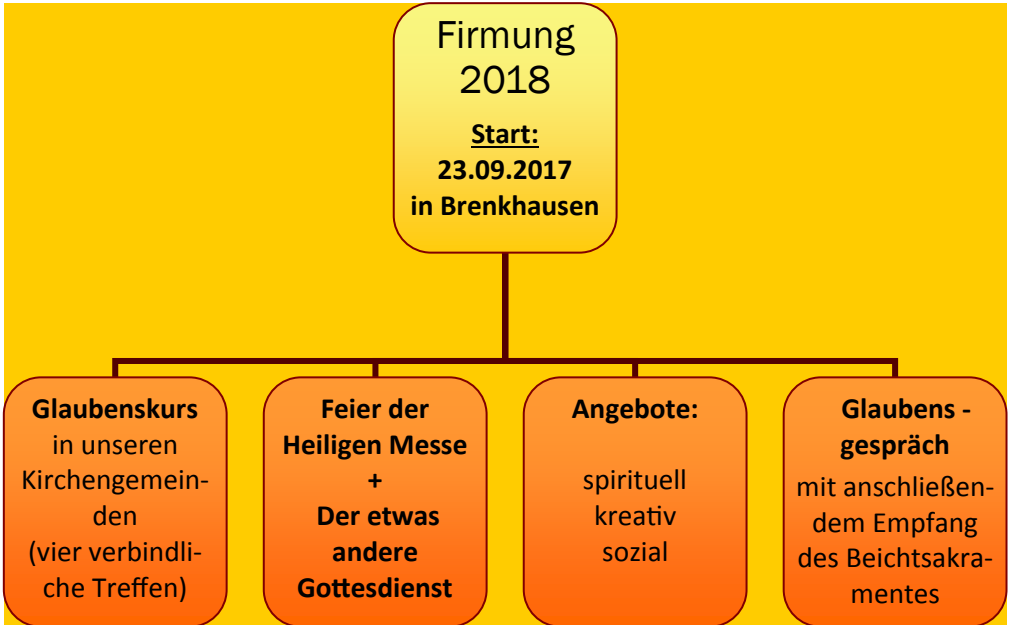 Firmung
2018
Start:
23.09.2017
in Brenkhausen
Glaubenskurs
in unseren
Kirchengemein-
den
(vier verbindli-
che Treffen)
Feier der
Heiligen Messe
+
Der etwas
andere
Gottesdienst
Angebote:
spirituell
kreativ
sozial
Glaubens -
gespräch
mit anschließen-
dem Empfang
des Beichtsakra-
mentes